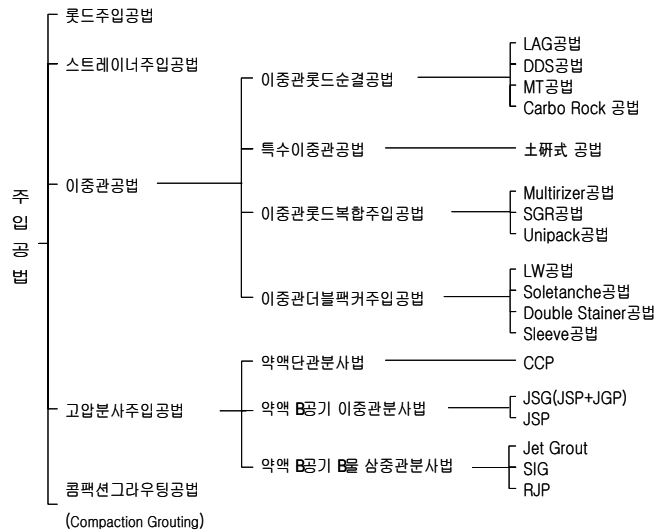 주입공법
롯드주입공법
스트레이너주입공법
이중관공법
이중관롯드순결공법
LAG공법
DDS공법
MT공법
Carbo Rock 공법
특수이중관공법
土硏式 공법
이중관롯드복합주입공법
Multirizer공법
SGR공법
Unipack공법
이중관더블팩커주입공법
LW공법
Soletanche공법
Double Stainer공법
Sleeve공법
고압분사주입공법
약액단관분사법
CCP
약액 B공기 이중관분사법
JSG(JSP+JGP)
JSP
약액 B공기 B물 삼중관분사법
Jet Grout
SIG
RJP
콤팩션그라우팅공법
(Compaction Grouting)